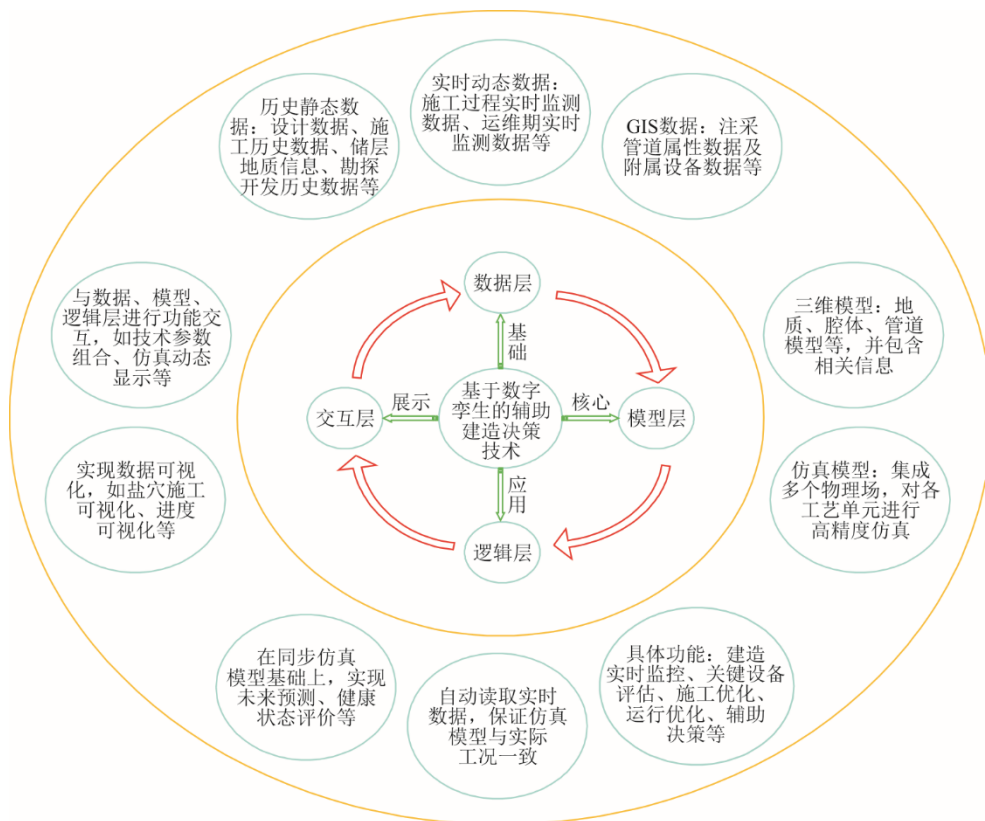 历史静态数
据：设计数据、施
工历史数据、储层
地质信息、勘探
开发历史数据等
实时动态数据：
施工过程实时监测
数据、运维期实时
监测数据等
GIS数据：注采
管道属性数据及
附属设备数据等
与数据、模型、
逻辑层进行功能交
互，如技术参数
组合、仿真动态
显示等
数据层
三维模型：地
质、腔体、管道
模型等，并包含
相关信息
基
础
交互层
展示
基于数字
孪生的辅助
建造决策
技术
核心
模型层
实现数据可视
化，如盐穴施工
可视化、进度
可视化等
应
用
逻辑层
仿真模型：集成
多个物理场，对各
工艺单元进行
高精度仿真
在同步仿真
模型基础上，实现
未来预测、健康
状态评价等
自动读取实时
数据，保证仿真
模型与实际
工况一致
具体功能：建造
实时监控、关键设备
评估、施工优化、
运行优化、辅助
决策等